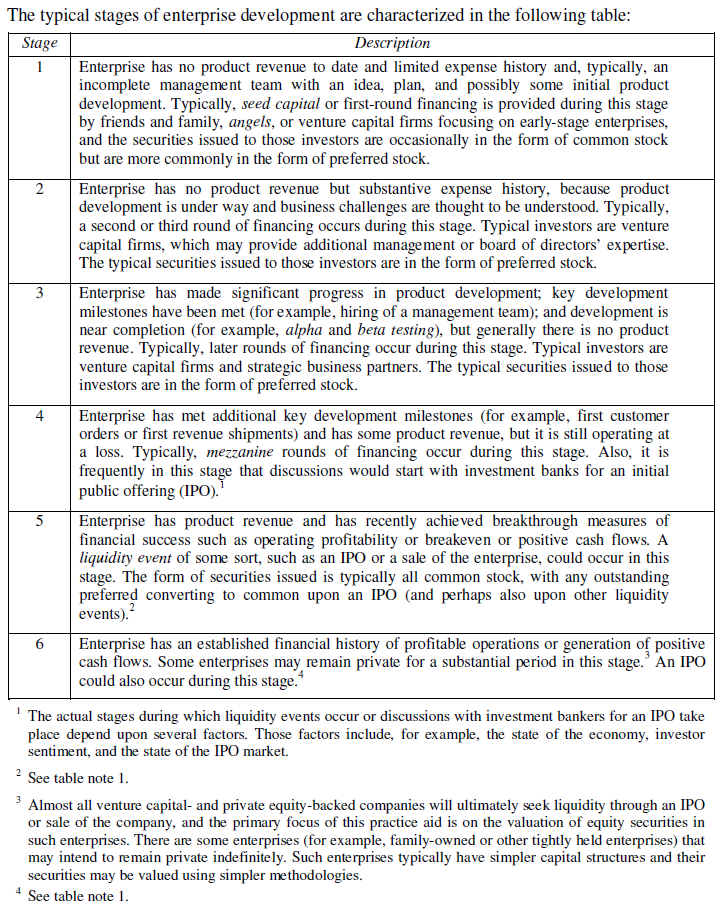 The typical stages of enterprise development are characterized in the following table:
Stage Description
1 Enterprise has no product revenue to date and limited expense history and, typically, an
incomplete management team with an idea, plan, and possibly some initial product
development. Typically, seed capital or first-round financing is provided during this stage
by friends and family, angels, or venture capital firms focusing on early-stage enterprises,
and the securities issued to those investors are occasionally in the form of common stock
but are more commonly in the form of preferred stock.
2 Enterprise has no product revenue but substantive expense history, because product
development is under way and business challenges are thought to be understood. Typically,
a second or third round of financing occurs during this stage. Typical investors are venture
capital firms, which may provide additional management or board of directors’ expertise.
The typical securities issued to those investors are in the form of preferred stock.
3 Enterprise has made significant progress in product development; key development
milestones have been met (for example, hiring of a management team); and development is
near completion (for example, alpha and beta testing), but generally there is no product
revenue. Typically, later rounds of financing occur during this stage. Typical investors are
venture capital firms and strategic business partners. The typical securities issued to those
investors are in the form of preferred stock.
4 Enterprise has met additional key development milestones (for example, first customer
orders or first revenue shipments) and has some product revenue, but it is still operating at
a loss. Typically, mezzanine rounds of financing occur during this stage. Also, it is
frequently in this stage that discussions would start with investment banks for an initial
public offering (IPO).1
5 Enterprise has product revenue and has recently achieved breakthrough measures of
financial success such as operating profitability or breakeven or positive cash flows. A
liquidity event of some sort, such as an IPO or a sale of the enterprise, could occur in this
stage. The form of securities issued is typically all common stock, with any outstanding
preferred converting to common upon an IPO (and perhaps also upon other liquidity
events).2
6 Enterprise has an established financial history of profitable operations or generation of positive
cash flows. Some enterprises may remain private for a substantial period in this stage.3 An IPO
could also occur during this stage.4
1 The actual stages during which liquidity events occur or discussions with investment bankers for an IPO take
place depend upon several factors. Those factors include, for example, the state of the economy, investor
sentiment, and the state of the IPO market.
2 See table note 1.
3 Almost all venture capital- and private equity-backed companies will ultimately seek liquidity through an IPO
or sale of the company, and the primary focus of this practice aid is on the valuation of equity securities in
such enterprises. There are some enterprises (for example, family-owned or other tightly held enterprises) that
may intend to remain private indefinitely. Such enterprises typically have simpler capital structures and their
securities may be valued using simpler methodologies.
4 See table note 1.